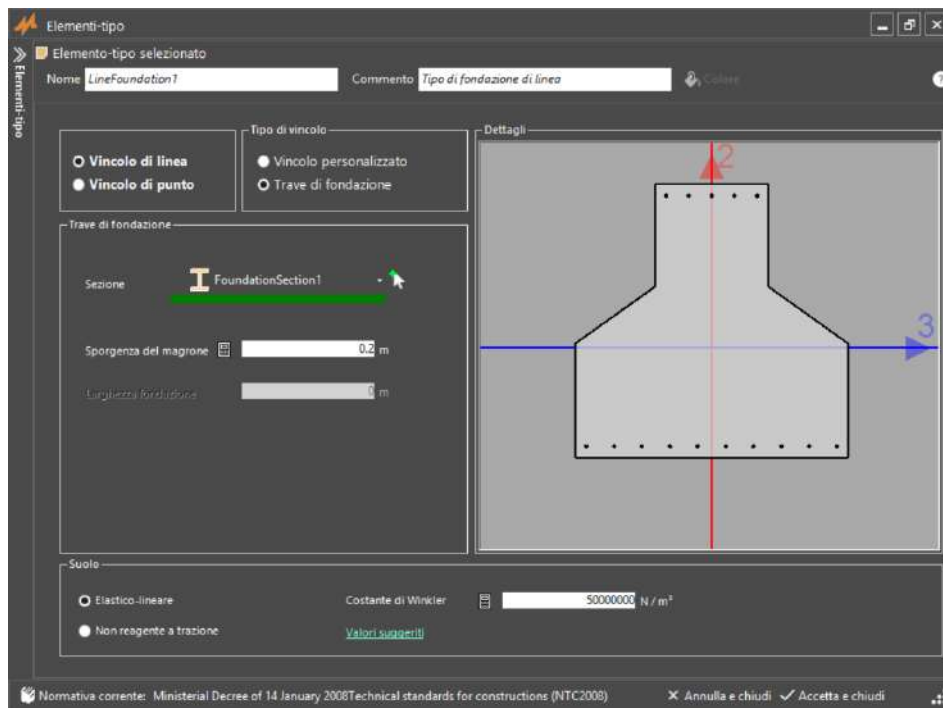 Elementi-tipo
Elementi-tipo
Elemento-tipo selezionato
Nome LineFoundation1 Commento Tipo di fondazione di linea Colore ?
Tipo di vincolo
Dettagli
Vincolo di linea
Vincolo di punto
Vincolo personalizzato
Trave di fondazione
2
3
Trave di fondazione
Sezione FoundationSection1
Sporgenza del magrone 0.2 m
Larghezza fondazione 0 m
Suolo
Elastico-lineare Costante di Winkler 50000000 N / m³
Non reagente a trazione Valori suggeriti
Normativa corrente: Ministerial Decree of 14 January 2008Technical standards for constructions (NTC2008) Annulla e chiudi Accetta e chiudi